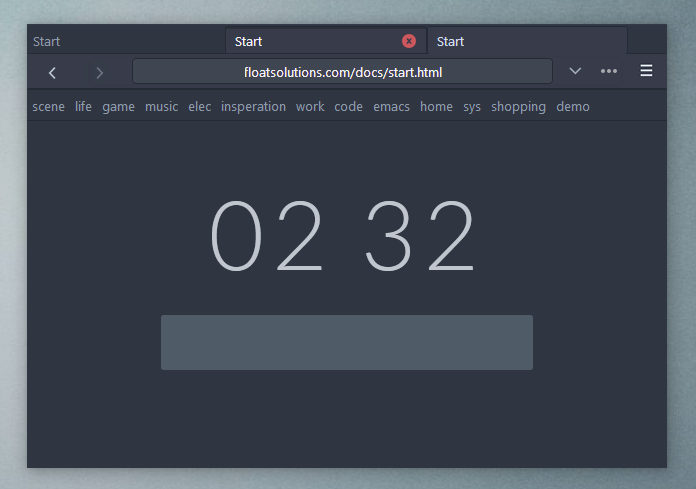 Start Start Start
floatsolutions.com/docs/start.html
scene life game music elec insperation work code emacs home sys shopping demo
02 32